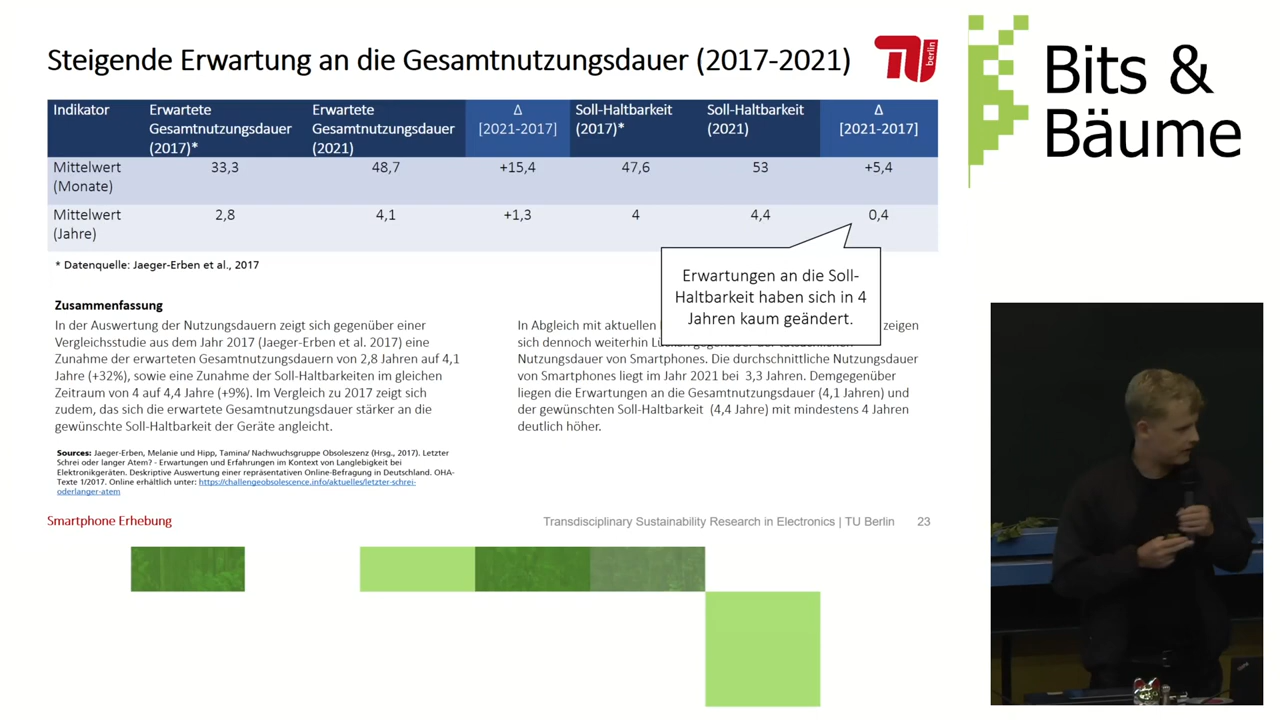 Steigende Erwartung an die Gesamtnutzungsdauer (2017-2021)
berlin
Bits &
Bäume
Indikator Erwartete Gesamtnutzungsdauer (2017)* Erwartete Gesamtnutzungsdauer (2021) Δ [2021-2017] Soll-Haltbarkeit (2017)* Soll-Haltbarkeit (2021) Δ [2021-2017]
Mittelwert (Monate) 33,3 48,7 +15,4 47,6 53 +5,4
Mittelwert (Jahre) 2,8 4,1 +1,3 4 4,4 0,4
* Datenquelle: Jaeger-Erben et al., 2017
Erwartungen an die Soll-
Haltbarkeit haben sich in 4
Jahren kaum geändert.
Zusammenfassung
In der Auswertung der Nutzungsdauern zeigt sich gegenüber einer
Vergleichsstudie aus dem Jahr 2017 (Jaeger-Erben et al. 2017) eine
Zunahme der erwarteten Gesamtnutzungsdauern von 2,8 Jahren auf 4,1
Jahre (+32%), sowie eine Zunahme der Soll-Haltbarkeiten im gleichen
Zeitraum von 4 auf 4,4 Jahre (+9%). Im Vergleich zu 2017 zeigt sich
zudem, das sich die erwartete Gesamtnutzungsdauer stärker an die
gewünschte Soll-Haltbarkeit der Geräte angleicht.
In Abgleich mit aktuellen zeigen
sich dennoch weiterhin
Nutzungsdauer von Smartphones. Die durchschnittliche Nutzungsdauer
von Smartphones liegt im Jahr 2021 bei 3,3 Jahren. Demgegenüber
liegen die Erwartungen an die Gesamtnutzungsdauer (4,1 Jahren) und
der gewünschten Soll-Haltbarkeit (4,4 Jahre) mit mindestens 4 Jahren
deutlich höher.
Sources: Jaeger-Erben, Melanie und Hipp, Tamina/ Nachwuchsgruppe Obsoleszenz (Hrsg., 2017). Letzter
Schrei oder langer Atem? - Erwartungen und Erfahrungen im Kontext von Langlebigkeit bei
Elektronikgeräten. Deskriptive Auswertung einer repräsentativen Online-Befragung in Deutschland. OHA-
Texte 1/2017. Online erhältlich unter: https://challengeobsolescence.info/aktuelles/letzter-schrei-
oderlanger-atem
Smartphone Erhebung
Transdisciplinary Sustainability Research in Electronics | TU Berlin 23